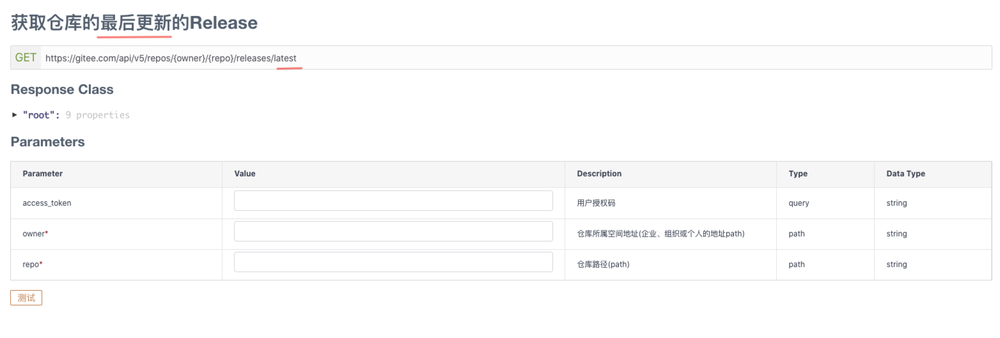 获取仓库的最后更新的Release
GET https://gitee.com/api/v5/repos/{owner}/{repo}/releases/latest
Response Class
▶ "root": 9 properties
Parameters
Parameter Value Description Type Data Type
access_token 用户授权码 query string
owner* 仓库所属空间地址(企业、组织或个人的地址path) path string
repo* 仓库路径(path) path string
测试